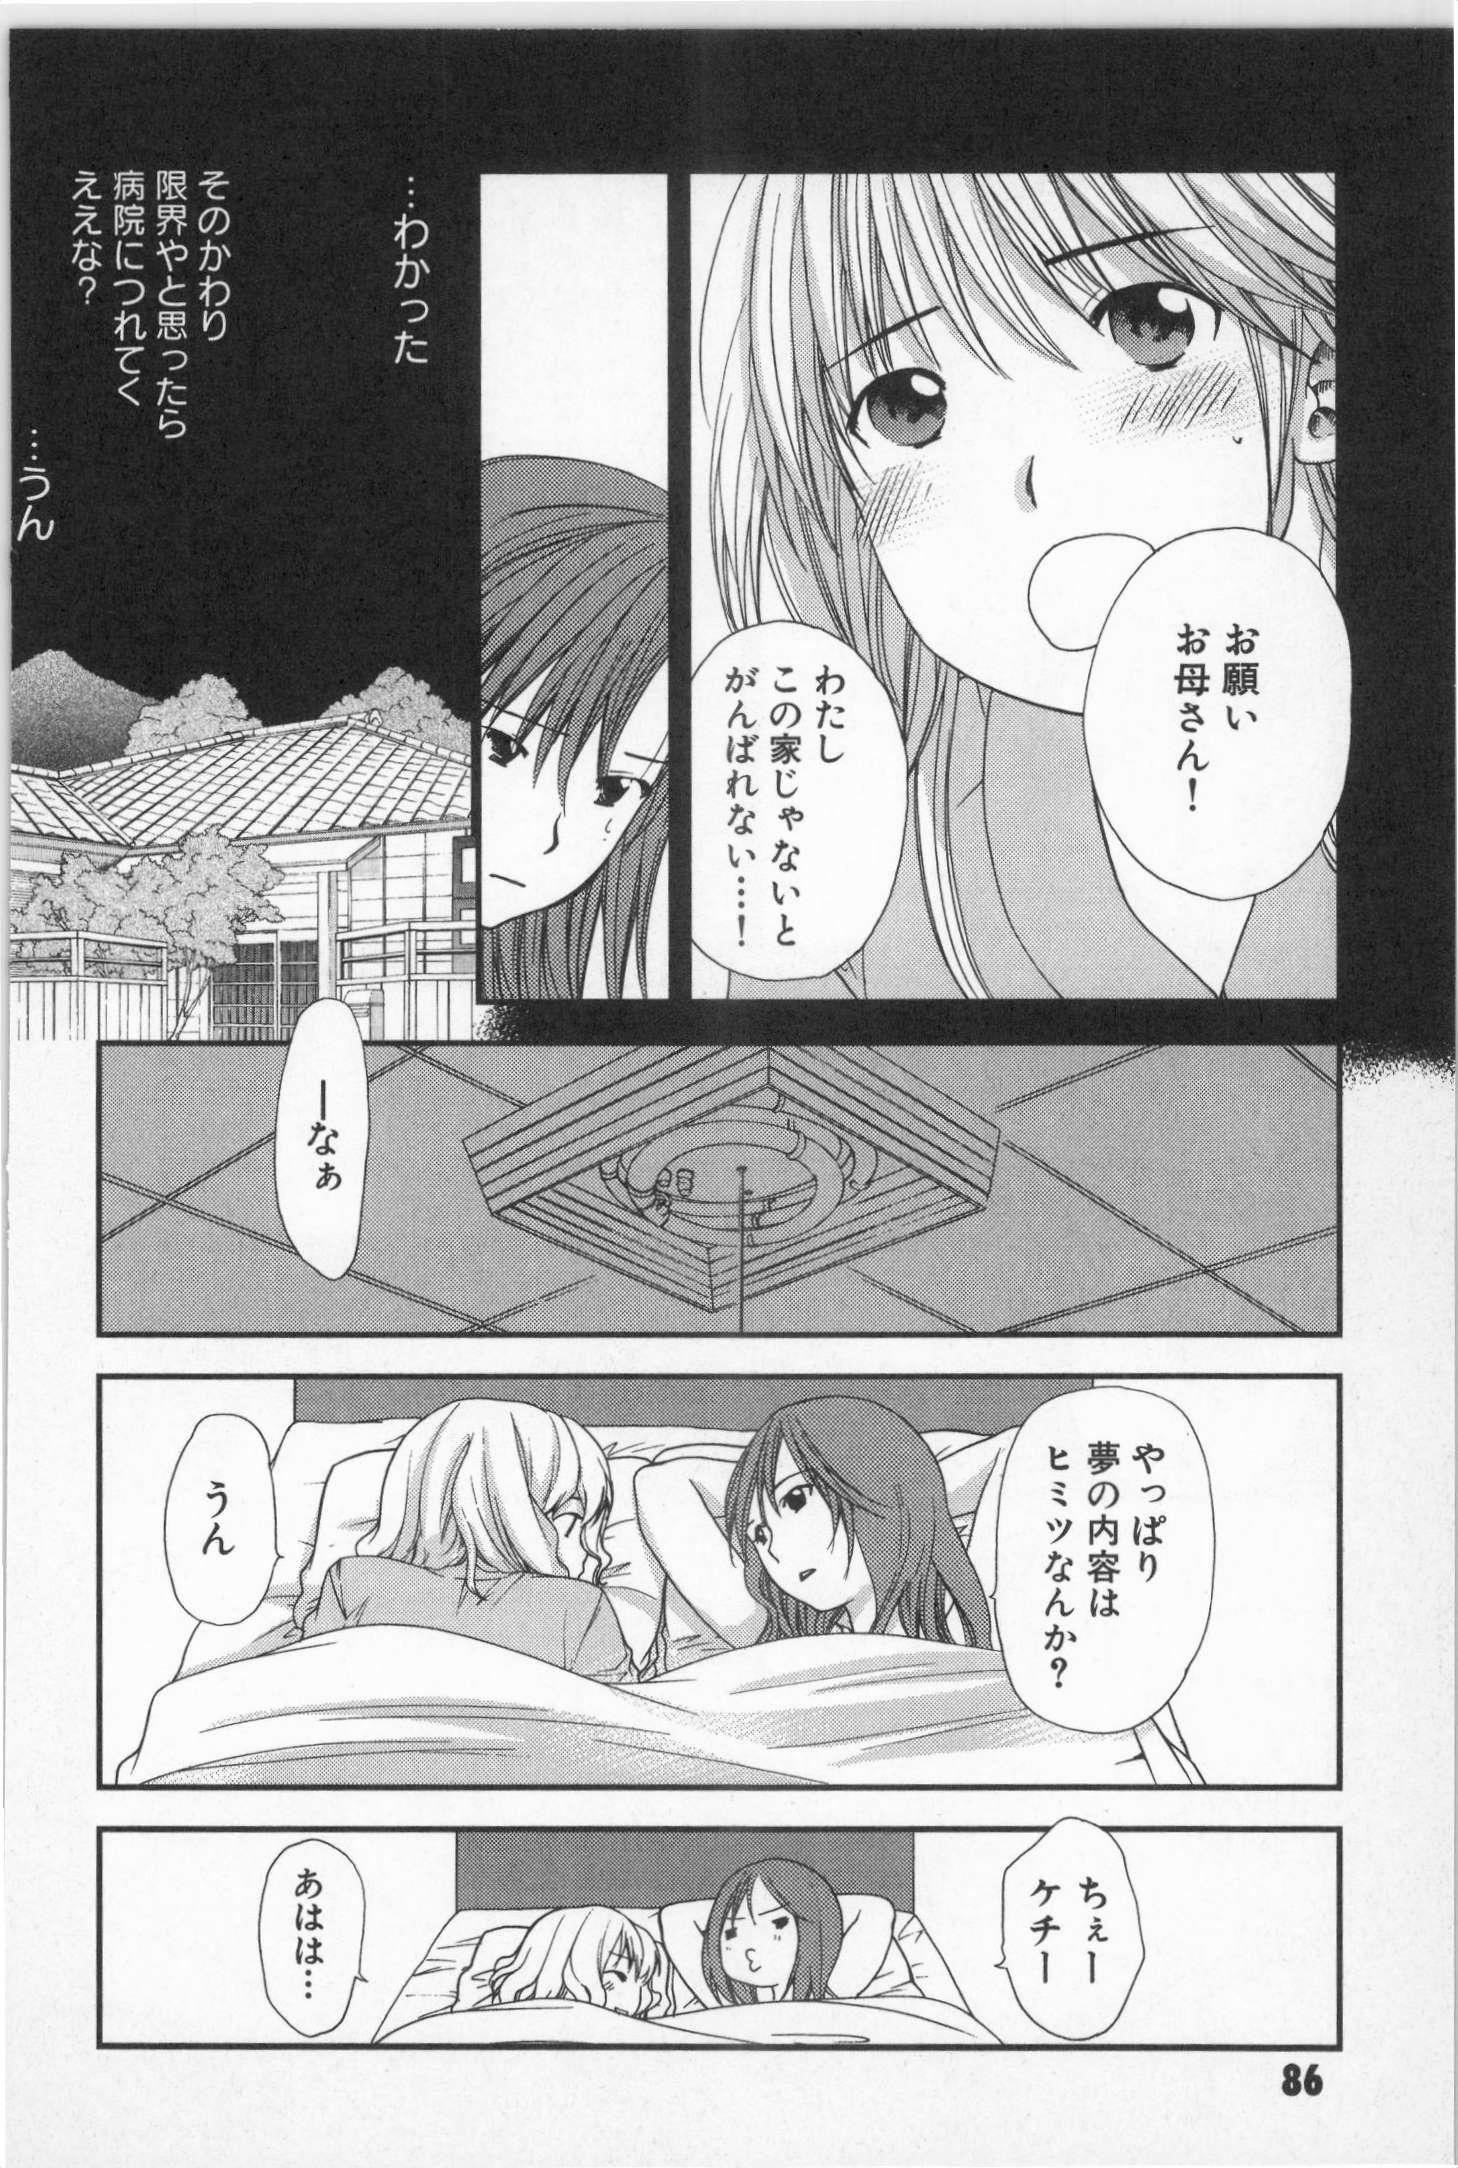 お願い
お母さん！
わたし
この家じゃないと
がんばれない‥‥！
…わかった
そのかわり
限界やと思ったら
病院につれてく
ええな？
…うん
ーなぁ
やっぱり
夢の内容は
ヒミツなんか？
うん
ちぇー
ケチー
あはは…
86